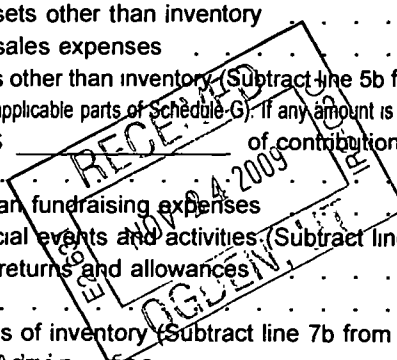 sets other than inventory . . . .
sales expenses . . . . . .
s other than inventory (Subtract line 5b f
applicable parts of Schedule G). If any amount is
of contribution
an fundraising expenses
cial events and activities (Subtract lin
returns and allowances
s of inventory (Subtract line 7b from
RECEIVED
NOV 04 2009
OGDEN, UT